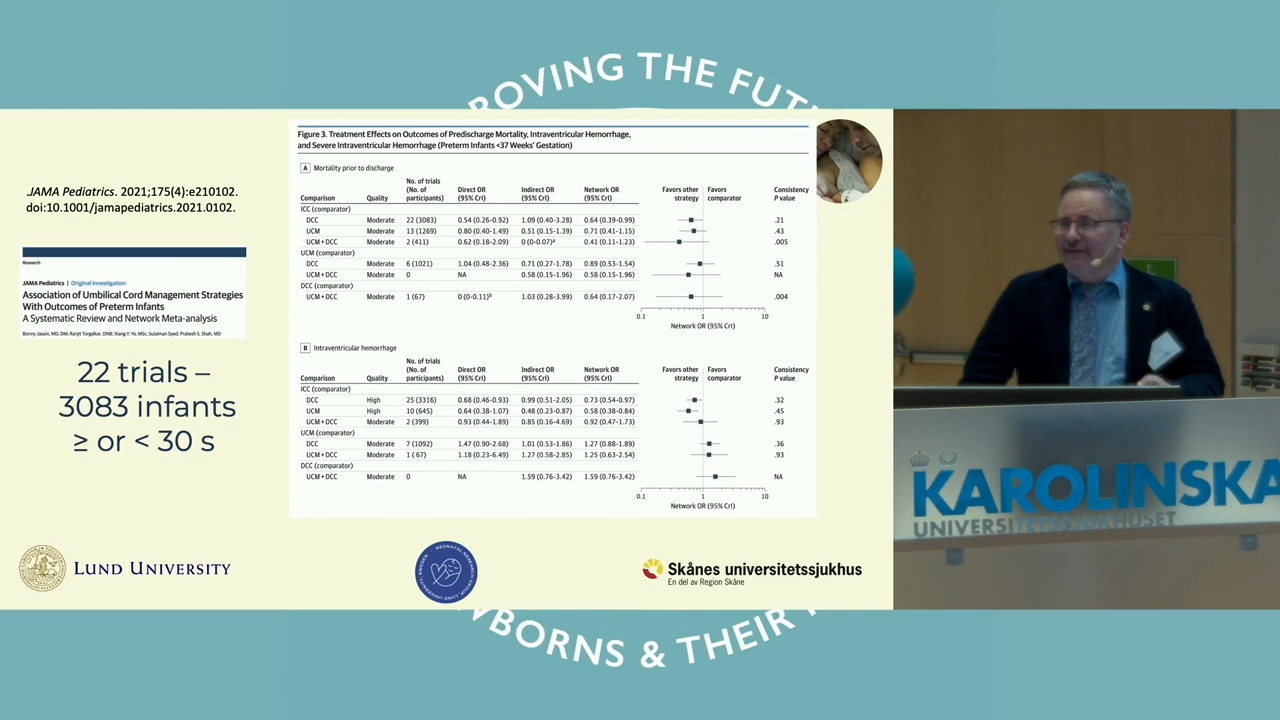 ROVING THE FUT
JAMA Pediatrics. 2021;175(4):e210102.
doi:10.1001/jamapediatrics.2021.0102.
Research
JAMA Pediatrics | Original Investigation
Association of Umbilical Cord Management Strategies
With Outcomes of Preterm Infants
A Systematic Review and Network Meta-analysis
Bonny Jasani, MD, DM; Ranjit Torgalkar, DNB; Xiang Y. Ye, MSc; Sulaiman Syed; Prakesh S. Shah, MD
22 trials –
3083 infants
≥ or < 30 s
Figure 3. Treatment Effects on Outcomes of Predischarge Mortality, Intraventricular Hemorrhage,
and Severe Intraventricular Hemorrhage (Preterm Infants <37 Weeks' Gestation)
A Mortality prior to discharge
Comparison Quality No. of trials (No. of participants) Direct OR (95% CrI) Indirect OR (95% CrI) Network OR (95% CrI) Favors other strategy Favors comparator Consistency P value
ICC (comparator)
DCC Moderate 22 (3083) 0.54 (0.26-0.92) 1.09 (0.40-3.28) 0.64 (0.39-0.99) .21
UCM Moderate 13 (1269) 0.80 (0.40-1.49) 0.51 (0.15-1.39) 0.71 (0.41-1.15) .43
UCM + DCC Moderate 2 (411) 0.62 (0.18-2.09) 0 (0-0.07)a 0.41 (0.11-1.23) .005
UCM (comparator)
DCC Moderate 6 (1021) 1.04 (0.48-2.36) 0.71 (0.27-1.78) 0.89 (0.53-1.54) .51
UCM + DCC Moderate 0 NA 0.58 (0.15-1.96) 0.58 (0.15-1.96) NA
DCC (comparator)
UCM + DCC Moderate 1 (67) 0 (0-0.11)b 1.03 (0.28-3.99) 0.64 (0.17-2.07) .004
0.1 1 10
Network OR (95% CrI)
B Intraventricular hemorrhage
Comparison Quality No. of trials (No. of participants) Direct OR (95% CrI) Indirect OR (95% CrI) Network OR (95% CrI) Favors other strategy Favors comparator Consistency P value
ICC (comparator)
DCC High 25 (3316) 0.68 (0.46-0.93) 0.99 (0.51-2.05) 0.73 (0.54-0.97) .32
UCM High 10 (645) 0.64 (0.38-1.07) 0.48 (0.23-0.87) 0.58 (0.38-0.84) .45
UCM + DCC Moderate 2 (399) 0.93 (0.44-1.89) 0.85 (0.16-4.69) 0.92 (0.47-1.73) .93
UCM (comparator)
DCC Moderate 7 (1092) 1.47 (0.90-2.68) 1.01 (0.53-1.86) 1.27 (0.88-1.89) .36
UCM + DCC Moderate 1 ( 67) 1.18 (0.23-6.49) 1.27 (0.58-2.85) 1.25 (0.63-2.54) .93
DCC (comparator)
UCM + DCC Moderate 0 NA 1.59 (0.76-3.42) 1.59 (0.76-3.42) NA
0.1 1 10
Network OR (95% CrI)
KAROLINSKA
UNIVERSITETSSJUKHUSET
LUND UNIVERSITY
Skånes universitetssjukhus
En del av Region Skåne
WBORNS & THEIR